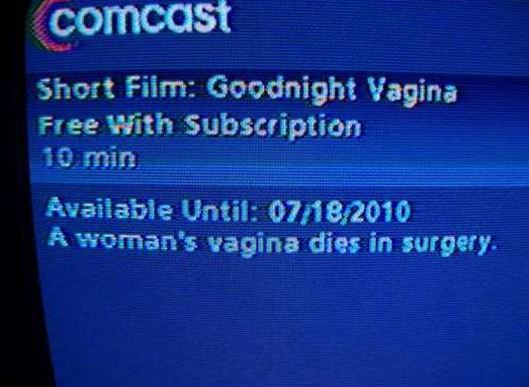 comcast
Short Film: Goodnight Vagina
Free With Subscription
10 min
Available Until: 07/18/2010
A woman's vagina dies in surgery.